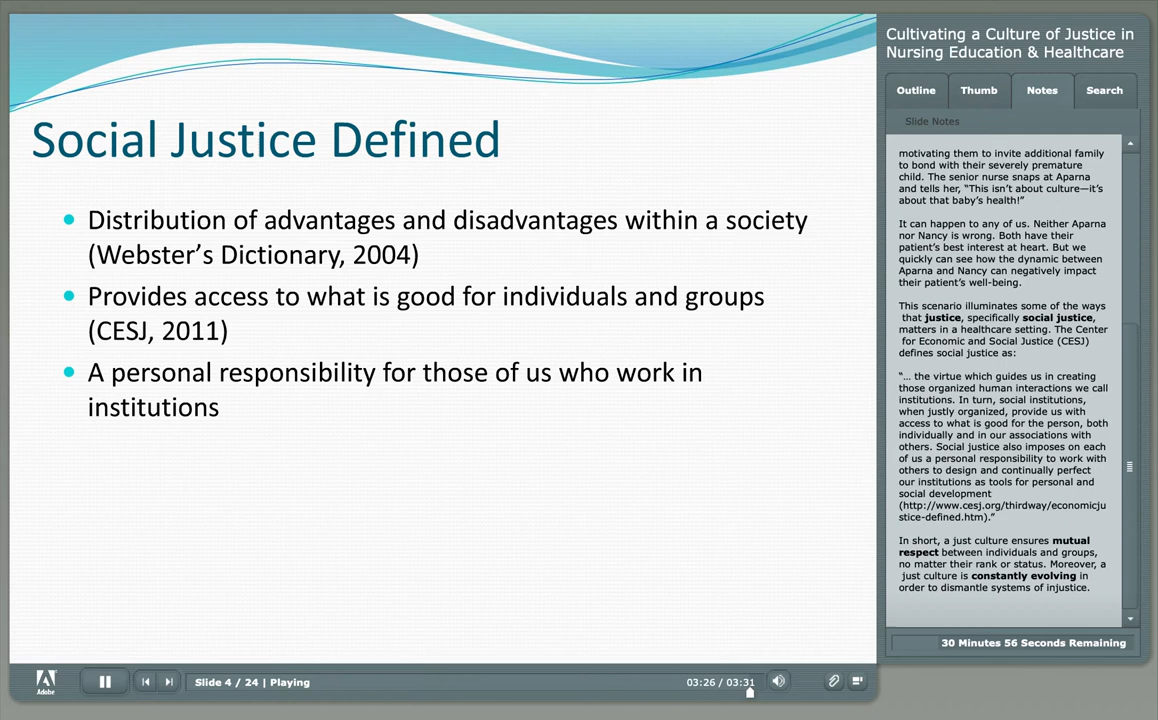 Social Justice Defined
• Distribution of advantages and disadvantages within a society
(Webster's Dictionary, 2004)
• Provides access to what is good for individuals and groups
(CESJ, 2011)
• A personal responsibility for those of us who work in
institutions
Adobe
Slide 4 / 24 | Playing
03:26 / 03:31
Cultivating a Culture of Justice in
Nursing Education & Healthcare
Outline
Thumb
Notes
Search
Slide Notes
motivating them to invite additional family
to bond with their severely premature
child. The senior nurse snaps at Aparna
and tells her, “This isn’t about culture—it’s
about that baby’s health!”
It can happen to any of us. Neither Aparna
nor Nancy is wrong. Both have their
patient’s best interest at heart. But we
quickly can see how the dynamic between
Aparna and Nancy can negatively impact
their patient’s well-being.
This scenario illuminates some of the ways
that justice, specifically social justice,
matters in a healthcare setting. The Center
for Economic and Social Justice (CESJ)
defines social justice as:
“… the virtue which guides us in creating
those organized human interactions we call
institutions. In turn, social institutions,
when justly organized, provide us with
access to what is good for the person, both
individually and in our associations with
others. Social justice also imposes on each
of us a personal responsibility to work with
others to design and continually perfect
our institutions as tools for personal and
social development
(http://www.cesj.org/thirdway/economicju
stice-defined.htm).”
In short, a just culture ensures mutual
respect between individuals and groups,
no matter their rank or status. Moreover, a
just culture is constantly evolving in
order to dismantle systems of injustice.
30 Minutes 56 Seconds Remaining